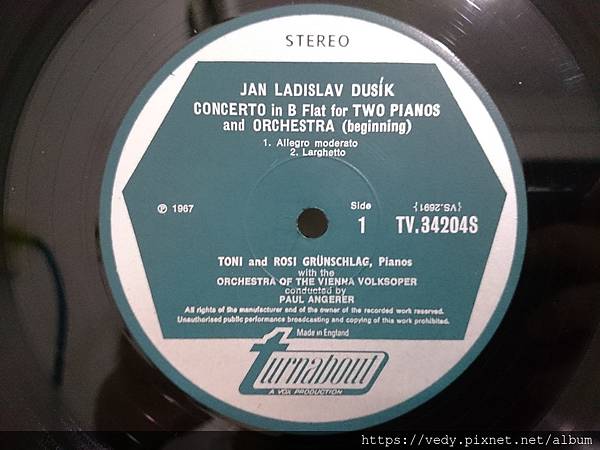 STEREO
JAN LADISLAV DUSÍK
CONCERTO in B Flat for TWO PIANOS
and ORCHESTRA (beginning)
1. Allegro moderato
2. Larghetto
℗ 1967
Side
1
{VS.2691}
TV.34204S
TONI and ROSI GRÜNSCHLAG, Pianos
with the
ORCHESTRA OF THE VIENNA VOLKSOPER
conducted by
PAUL ANGERER
All rights of the manufacturer and of the owner of the recorded work reserved.
Unauthorised public performance broadcasting and copying of this work prohibited.
Made in England
turnabout
A VOX PRODUCTION
https://vedy.pixnet.net/album